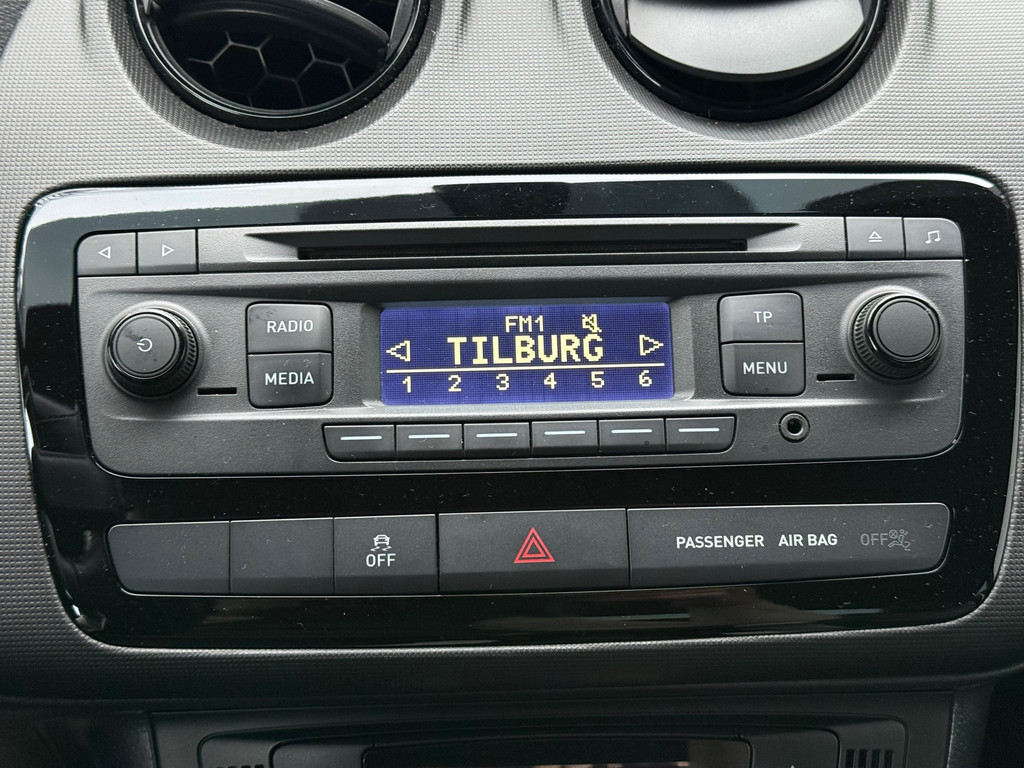 RADIO
MEDIA
FM1
TILBURG
1 2 3 4 5 6
TP
MENU
OFF
PASSENGER AIR BAG OFF